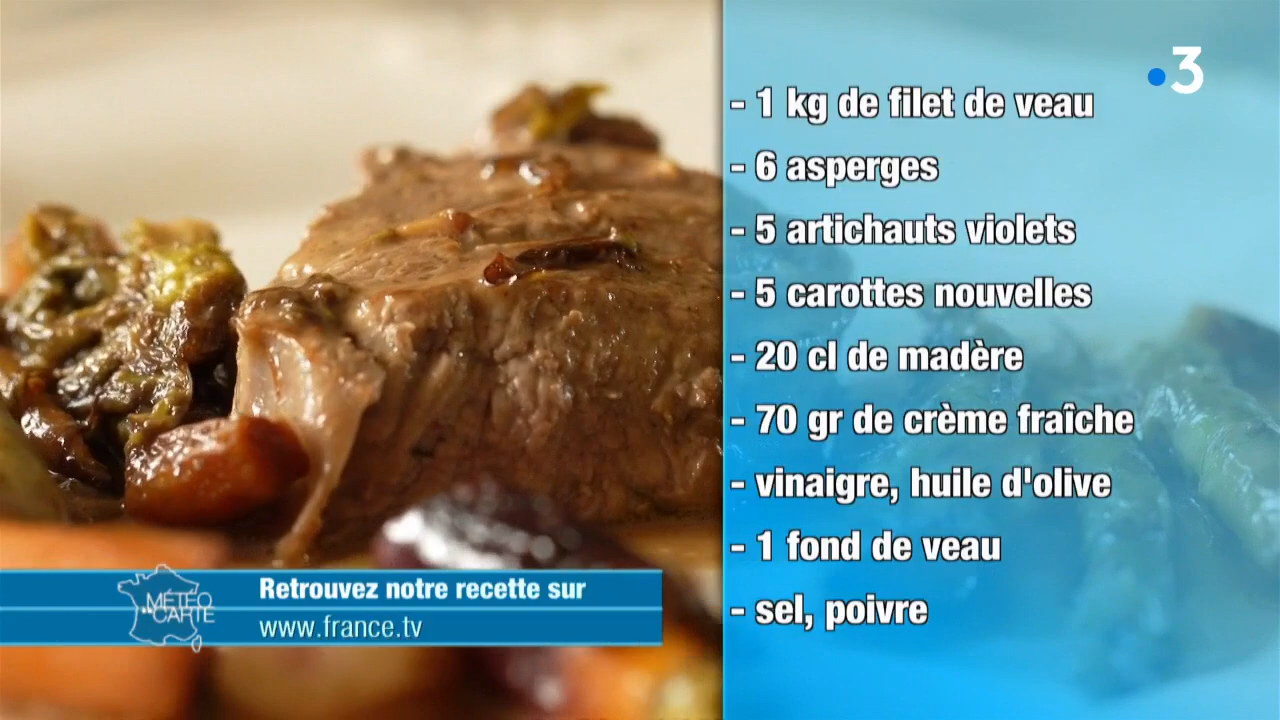 3
- 1 kg de filet de veau
- 6 asperges
- 5 artichauts violets
- 5 carottes nouvelles
- 20 cl de madère
- 70 gr de crème fraîche
- vinaigre, huile d'olive
- 1 fond de veau
- sel, poivre
Retrouvez notre recette sur
www.france.tv
MÉTÉO
À LA CARTE